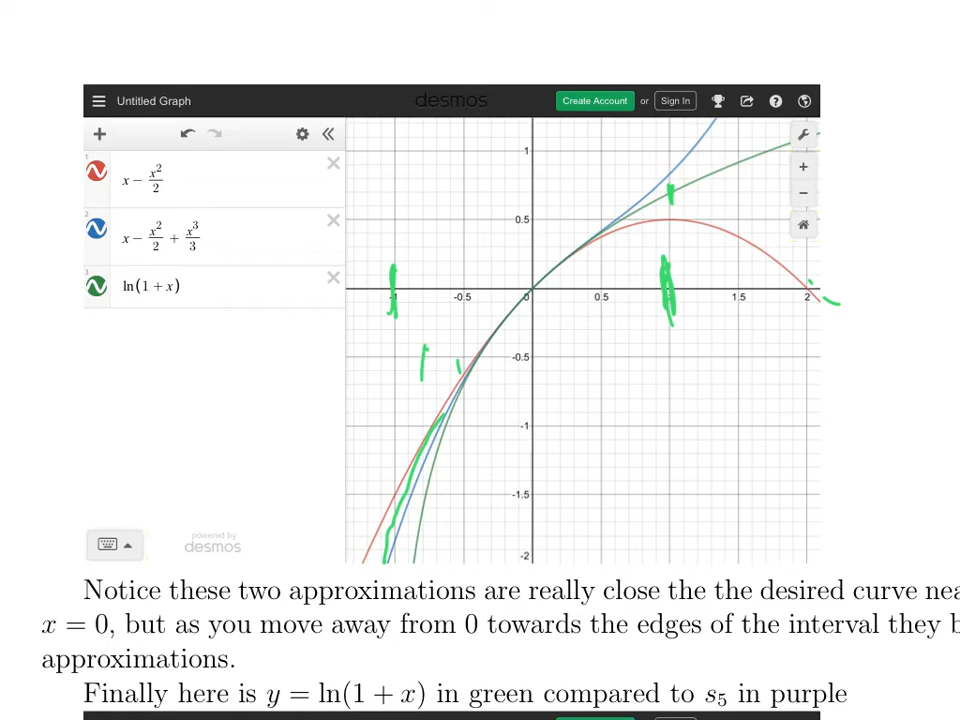 Untitled Graph
desmos
Create Account or Sign In
1
x − x²/2
2
x − x²/2 + x³/3
3
ln(1 + x)
1
0.5
-1 -0.5 0 0.5 1.5 2
-0.5
-1
-1.5
-2
powered by
desmos
Notice these two approximations are really close the the desired curve nea
x = 0, but as you move away from 0 towards the edges of the interval they b
approximations.
Finally here is y = ln(1 + x) in green compared to s₅ in purple